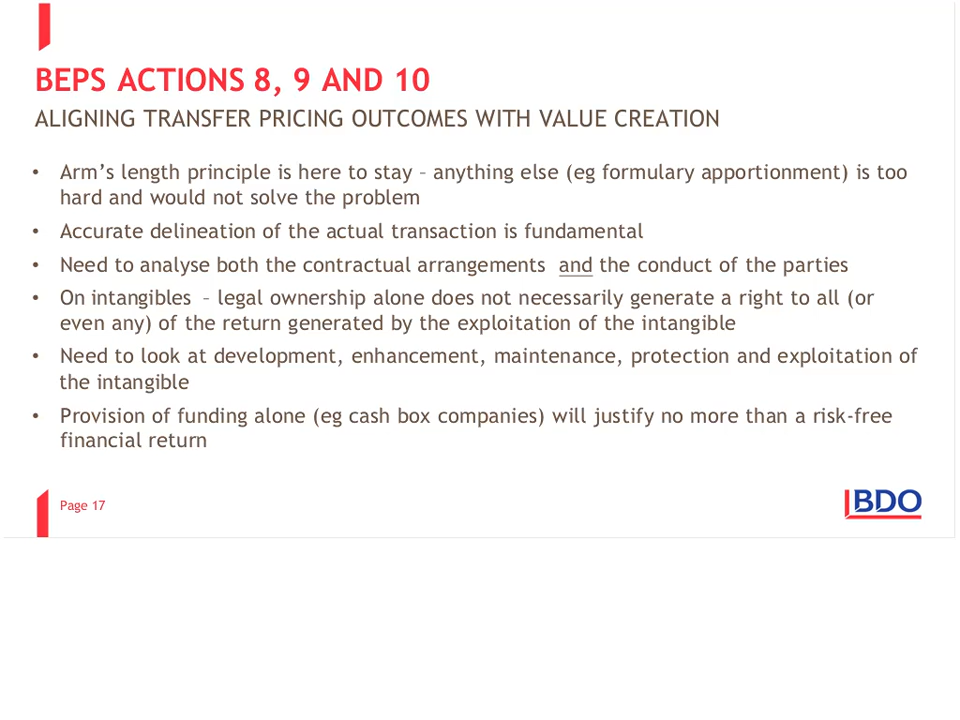 BEPS ACTIONS 8, 9 AND 10
ALIGNING TRANSFER PRICING OUTCOMES WITH VALUE CREATION
• Arm’s length principle is here to stay – anything else (eg formulary apportionment) is too
hard and would not solve the problem
• Accurate delineation of the actual transaction is fundamental
• Need to analyse both the contractual arrangements and the conduct of the parties
• On intangibles – legal ownership alone does not necessarily generate a right to all (or
even any) of the return generated by the exploitation of the intangible
• Need to look at development, enhancement, maintenance, protection and exploitation of
the intangible
• Provision of funding alone (eg cash box companies) will justify no more than a risk-free
financial return
Page 17
BDO